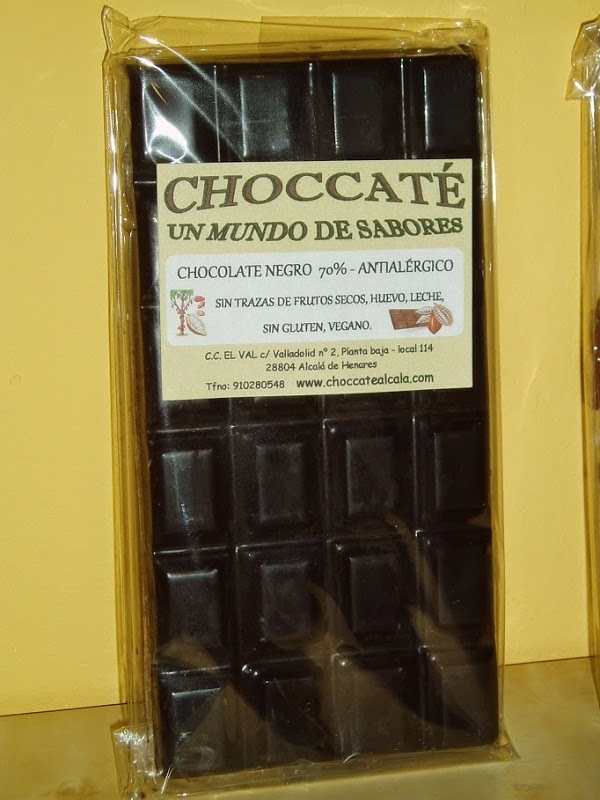 CHOCCATÉ
UN MUNDO DE SABORES
CHOCOLATE NEGRO 70% - ANTIALÉRGICO
SIN TRAZAS DE FRUTOS SECOS, HUEVO, LECHE,
SIN GLUTEN, VEGANO.
C.C. EL VAL c/ Valladolid nº 2, Planta baja - local 114
28804 Alcalá de Henares
Tfno: 910280548 www.choccatealcala.com